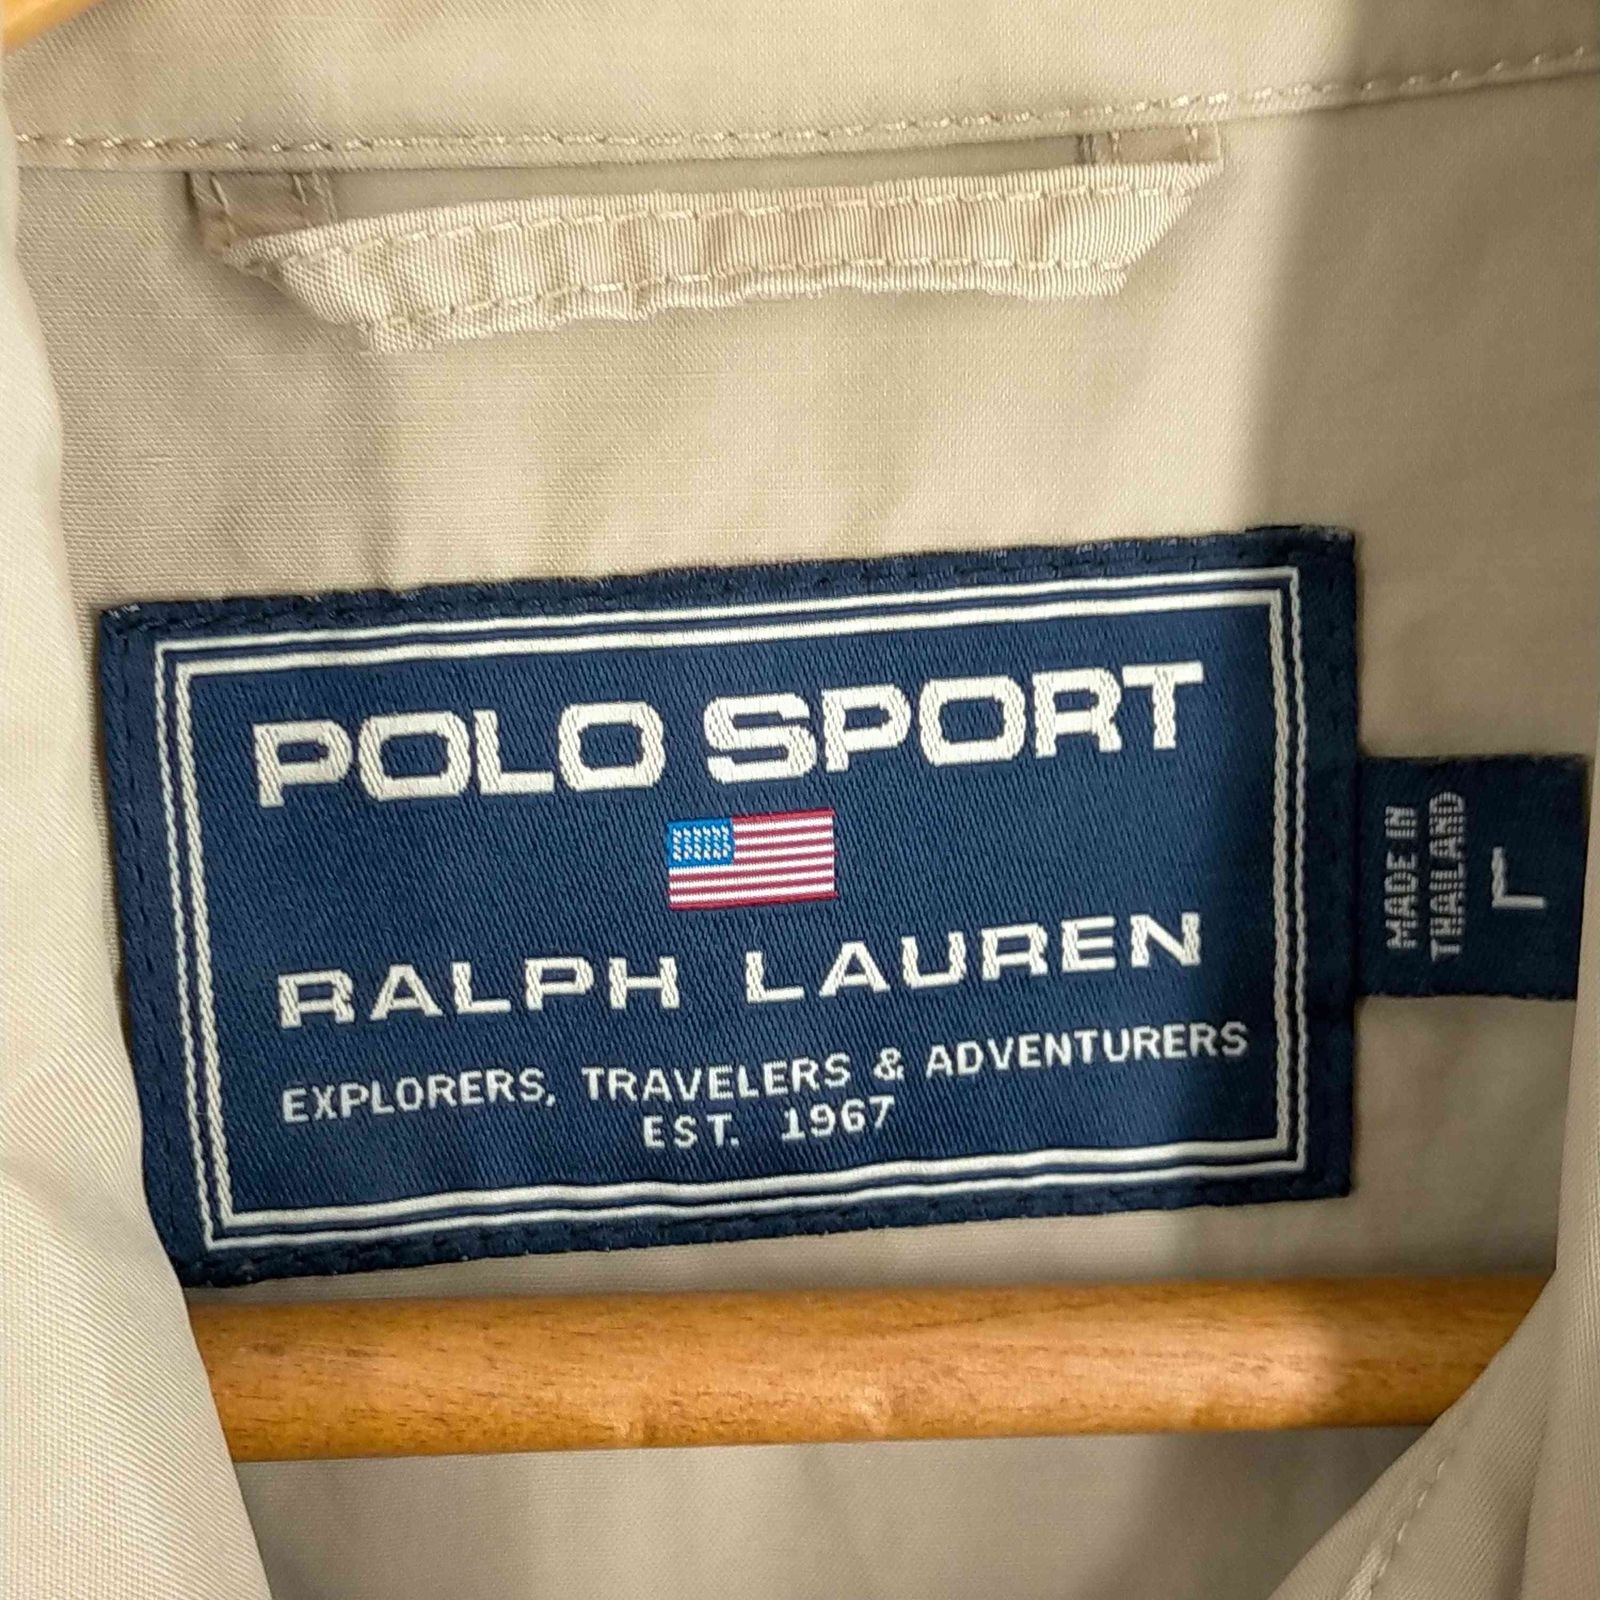 POLO SPORT
RALPH LAUREN
EXPLORERS, TRAVELERS & ADVENTURERS
EST. 1967
MADE IN
THAILAND
L